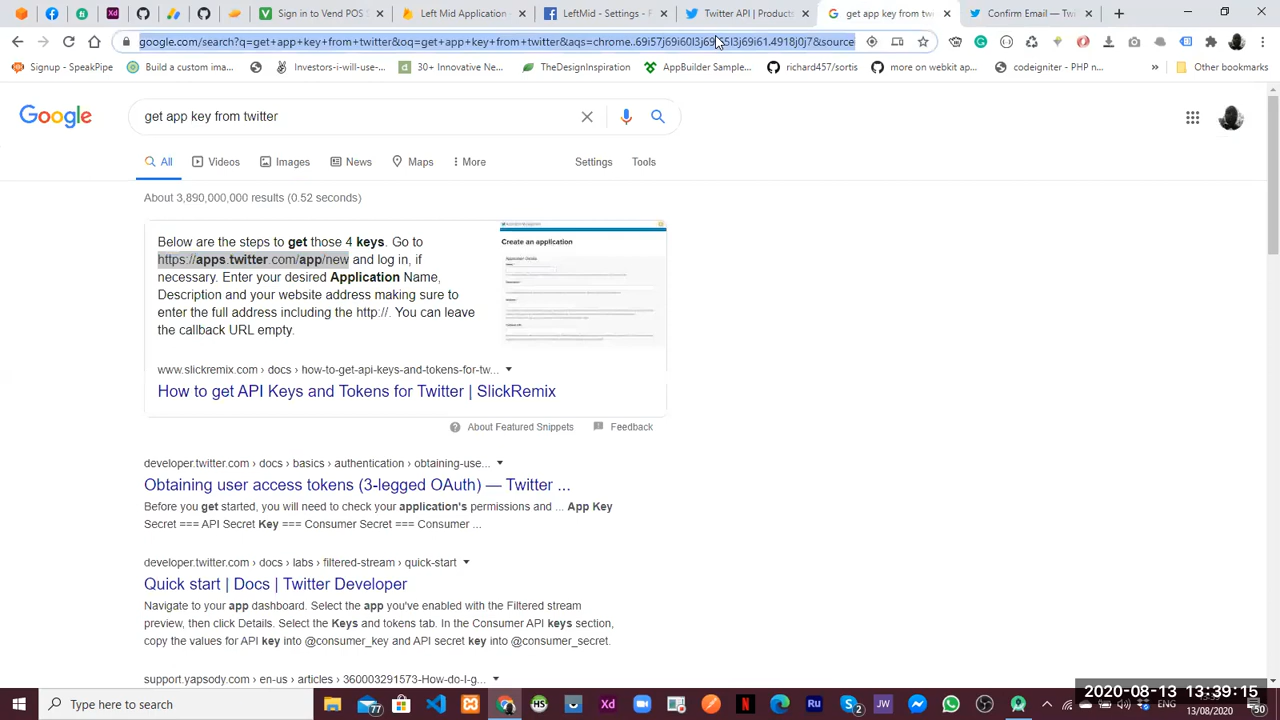 Sign in to Vend POS S
Left Mid Application
LeftMid - Settings - F
Twitter API | Products
get app key from twi
Confirm Email — Tw
google.com/search?q=get+app+key+from+twitter&oq=get+app+key+from+twitter&aqs=chrome..69i57j69i60l3j69i65l3j69i61.4918j0j7&source
Signup - SpeakPipe
Build a custom ima...
Investors-i-will-use-...
30+ Innovative Ne...
TheDesignInspiration
AppBuilder Sample...
richard457/sortis
more on webkit ap...
codeigniter - PHP n...
Other bookmarks
Google
get app key from twitter
All
Videos
Images
News
Maps
More
Settings
Tools
About 3,890,000,000 results (0.52 seconds)
Below are the steps to get those 4 keys. Go to
https://apps.twitter.com/app/new and log in, if
necessary. Enter your desired Application Name,
Description and your website address making sure to
enter the full address including the http://. You can leave
the callback URL empty.
Create an application
www.slickremix.com › docs › how-to-get-api-keys-and-tokens-for-tw...
How to get API Keys and Tokens for Twitter | SlickRemix
About Featured Snippets
Feedback
developer.twitter.com › docs › basics › authentication › obtaining-use...
Obtaining user access tokens (3-legged OAuth) — Twitter ...
Before you get started, you will need to check your application's permissions and ... App Key
Secret === API Secret Key === Consumer Secret === Consumer ...
developer.twitter.com › docs › labs › filtered-stream › quick-start
Quick start | Docs | Twitter Developer
Navigate to your app dashboard. Select the app you've enabled with the Filtered stream
preview, then click Details. Select the Keys and tokens tab. In the Consumer API keys section,
copy the values for API key into @consumer_key and API secret key into @consumer_secret.
support.yapsody.com › en-us › articles › 360003291573-How-do-I-g...
Type here to search
2020-08-13 13:39:15
ENG
13/08/2020